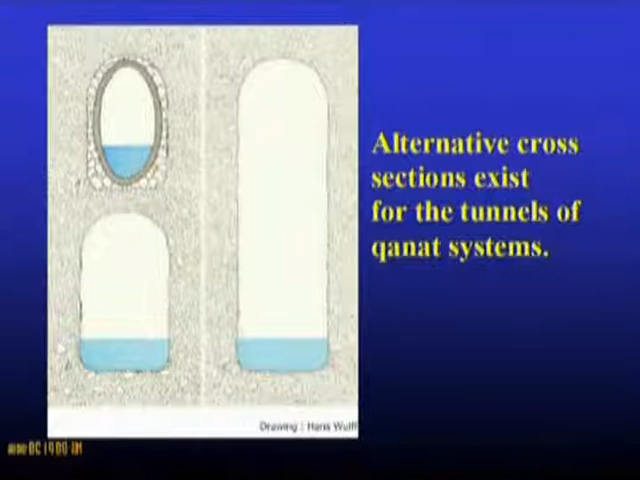 Alternative cross
sections exist
for the tunnels of
qanat systems.
Drawing : Hans Wulff